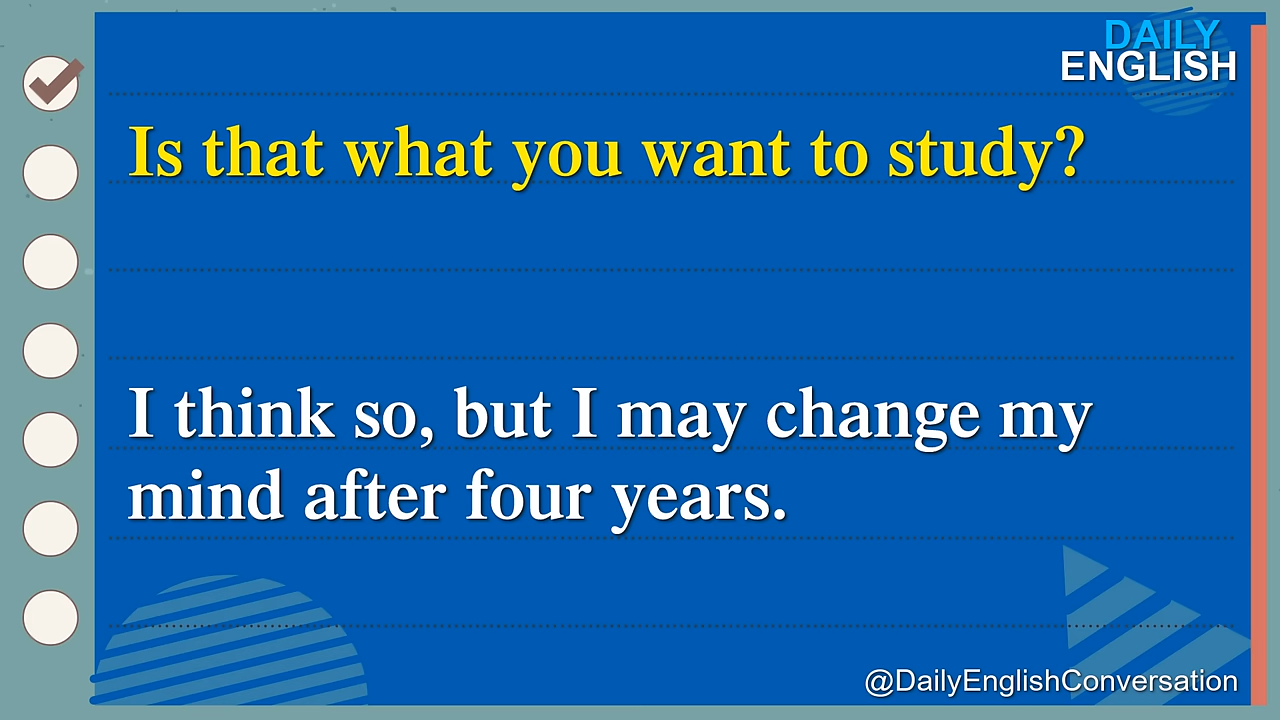 DAILY
ENGLISH
Is that what you want to study?
I think so, but I may change my
mind after four years.
@DailyEnglishConversation